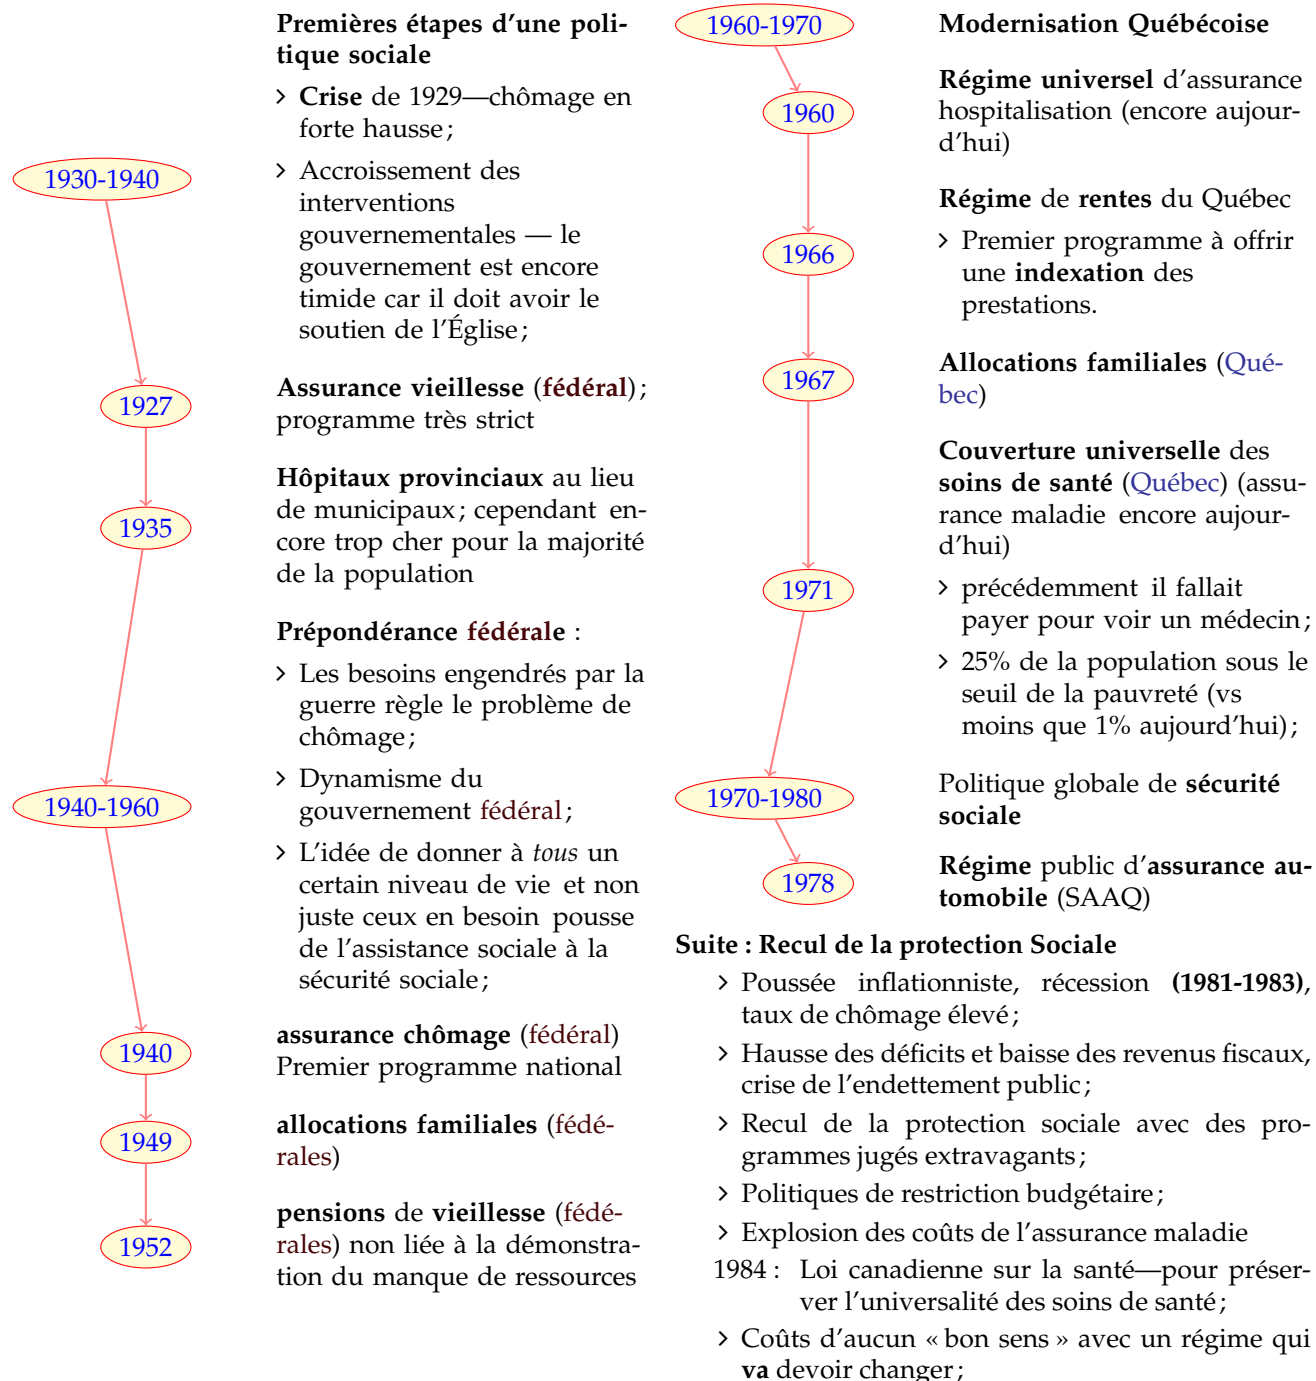 1930-1940
Premières étapes d'une poli-
tique sociale
> Crise de 1929—chômage en
forte hausse ;
> Accroissement des
interventions
gouvernementales — le
gouvernement est encore
timide car il doit avoir le
soutien de l'Église ;
1927
Assurance vieillesse (fédéral) ;
programme très strict
1935
Hôpitaux provinciaux au lieu
de municipaux ; cependant en-
core trop cher pour la majorité
de la population
1940-1960
Prépondérance fédérale :
> Les besoins engendrés par la
guerre règle le problème de
chômage ;
> Dynamisme du
gouvernement fédéral ;
> L'idée de donner à tous un
certain niveau de vie et non
juste ceux en besoin pousse
de l'assistance sociale à la
sécurité sociale ;
1940
assurance chômage (fédéral)
Premier programme national
1949
allocations familiales (fédé-
rales)
1952
pensions de vieillesse (fédé-
rales) non liée à la démonstra-
tion du manque de ressources
1960-1970
Modernisation Québécoise
1960
Régime universel d'assurance
hospitalisation (encore aujour-
d'hui)
1966
Régime de rentes du Québec
> Premier programme à offrir
une indexation des
prestations.
1967
Allocations familiales (Qué-
bec)
1971
Couverture universelle des
soins de santé (Québec) (assu-
rance maladie encore aujour-
d'hui)
> précédemment il fallait
payer pour voir un médecin ;
> 25% de la population sous le
seuil de la pauvreté (vs
moins que 1% aujourd'hui) ;
1970-1980
Politique globale de sécurité
sociale
1978
Régime public d'assurance au-
tomobile (SAAQ)
Suite : Recul de la protection Sociale
> Poussée inflationniste, récession (1981-1983),
taux de chômage élevé ;
> Hausse des déficits et baisse des revenus fiscaux,
crise de l'endettement public ;
> Recul de la protection sociale avec des pro-
grammes jugés extravagants ;
> Politiques de restriction budgétaire ;
> Explosion des coûts de l'assurance maladie
1984 : Loi canadienne sur la santé—pour préser-
ver l'universalité des soins de santé ;
> Coûts d'aucun « bon sens » avec un régime qui
va devoir changer ;